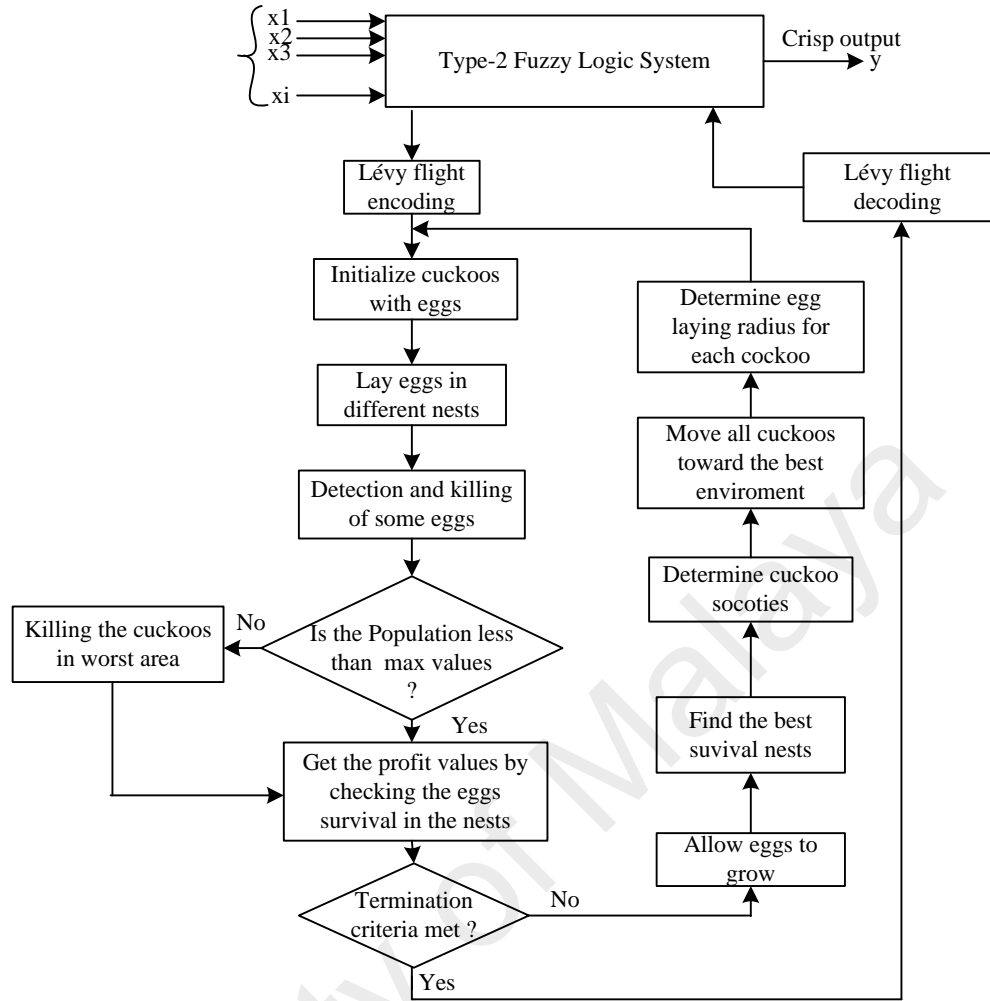 x1
x2
x3
xi
Type-2 Fuzzy Logic System
Crisp output
y
Lévy flight
encoding
Lévy flight
decoding
Initialize cuckoos
with eggs
Determine egg
laying radius for
each cockoo
Lay eggs in
different nests
Move all cuckoos
toward the best
enviroment
Detection and killing
of some eggs
Determine cuckoo
socoties
Killing the cuckoos
in worst area
No
Is the Population less
than max values
?
Yes
Find the best
suvival nests
Get the profit values by
checking the eggs
survival in the nests
Allow eggs to
grow
Termination
criteria met ?
No
Yes
ty of Malaya